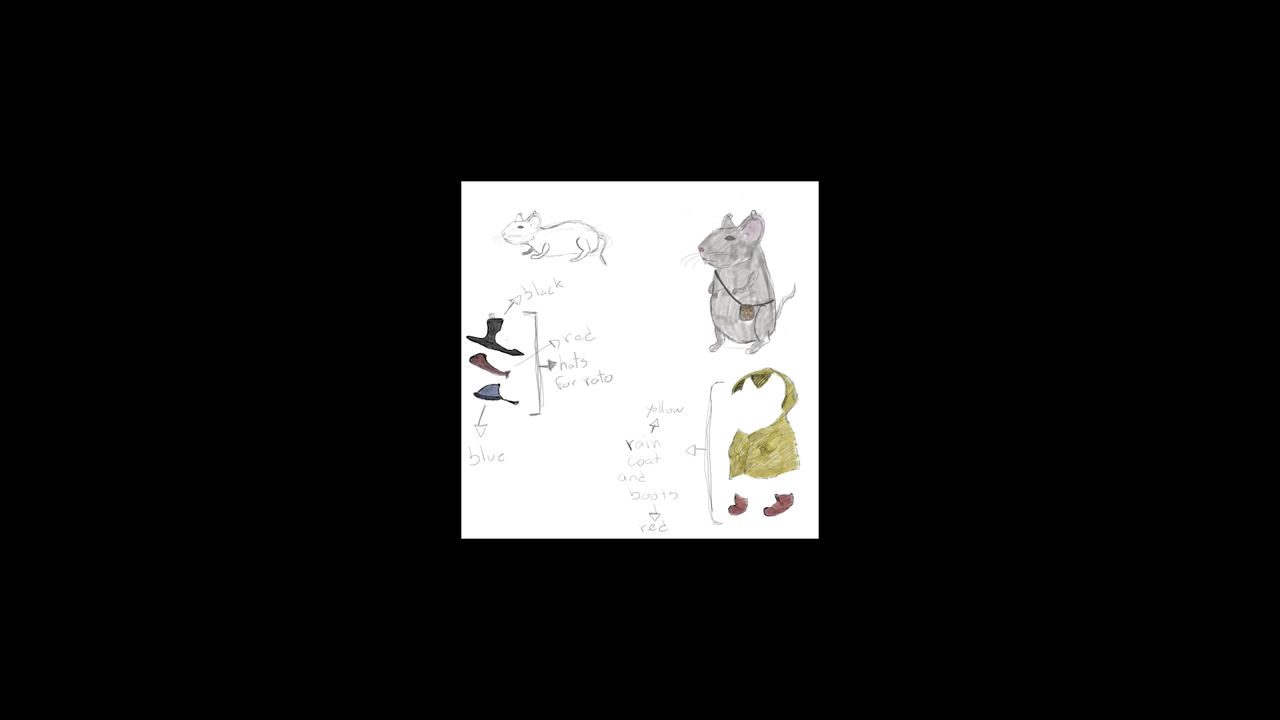 black
red
hats
for rato
blue
yellow
rain
coat
and
boots
red